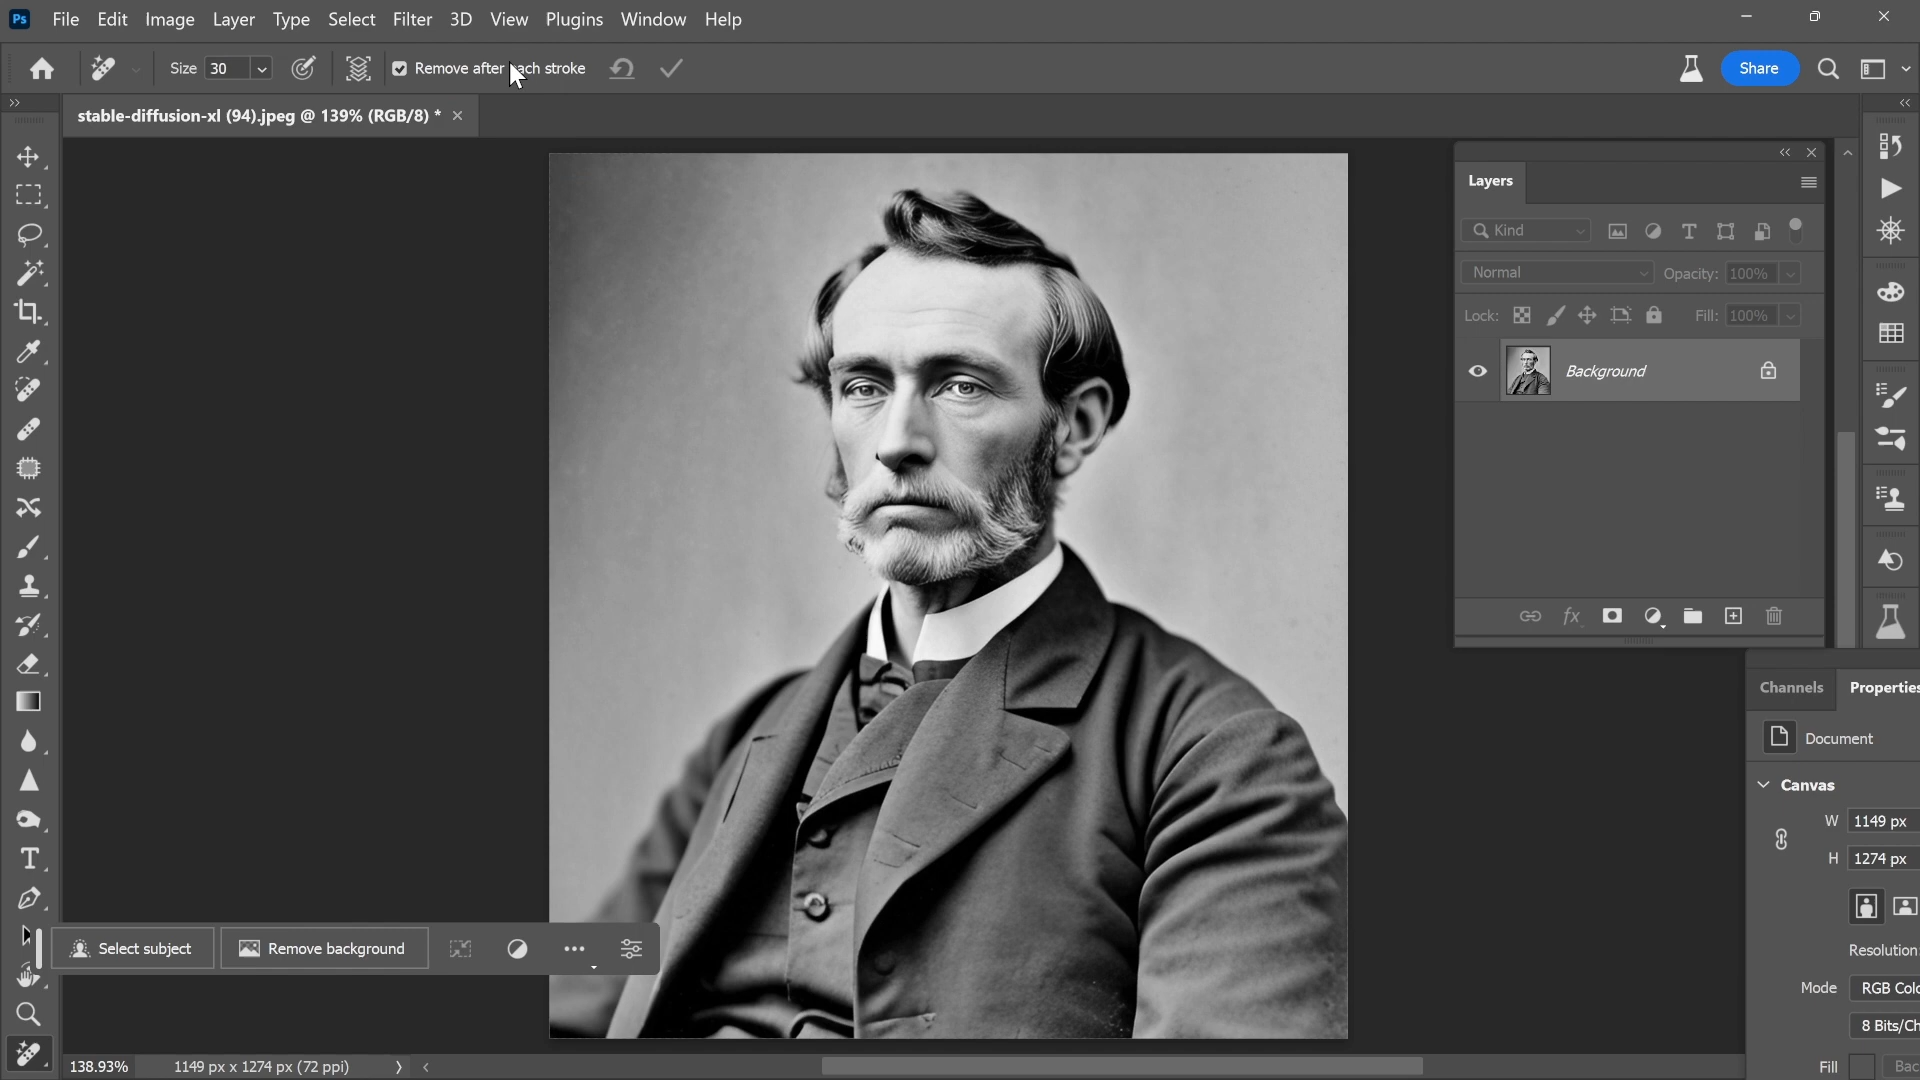 Ps File Edit Image Layer Type Select Filter 3D View Plugins Window Help
Size 30 Remove after each stroke Share
stable-diffusion-xl (94).jpeg @ 139% (RGB/8) *
Layers
Kind
Normal Opacity: 100%
Lock: Fill: 100%
Background
Channels Properties
Document
Canvas
W 1149 px
H 1274 px
Select subject Remove background
Resolution:
Mode RGB Colo
8 Bits/Ch
Fill Bac
138.93% 1149 px x 1274 px (72 ppi)